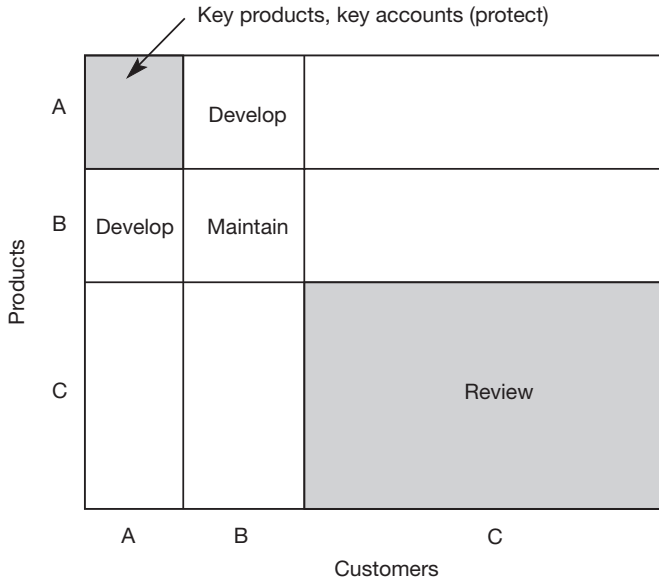 Key products, key accounts (protect)
A
Develop
B
Develop
Maintain
Products
C
Review
A
B
C
Customers